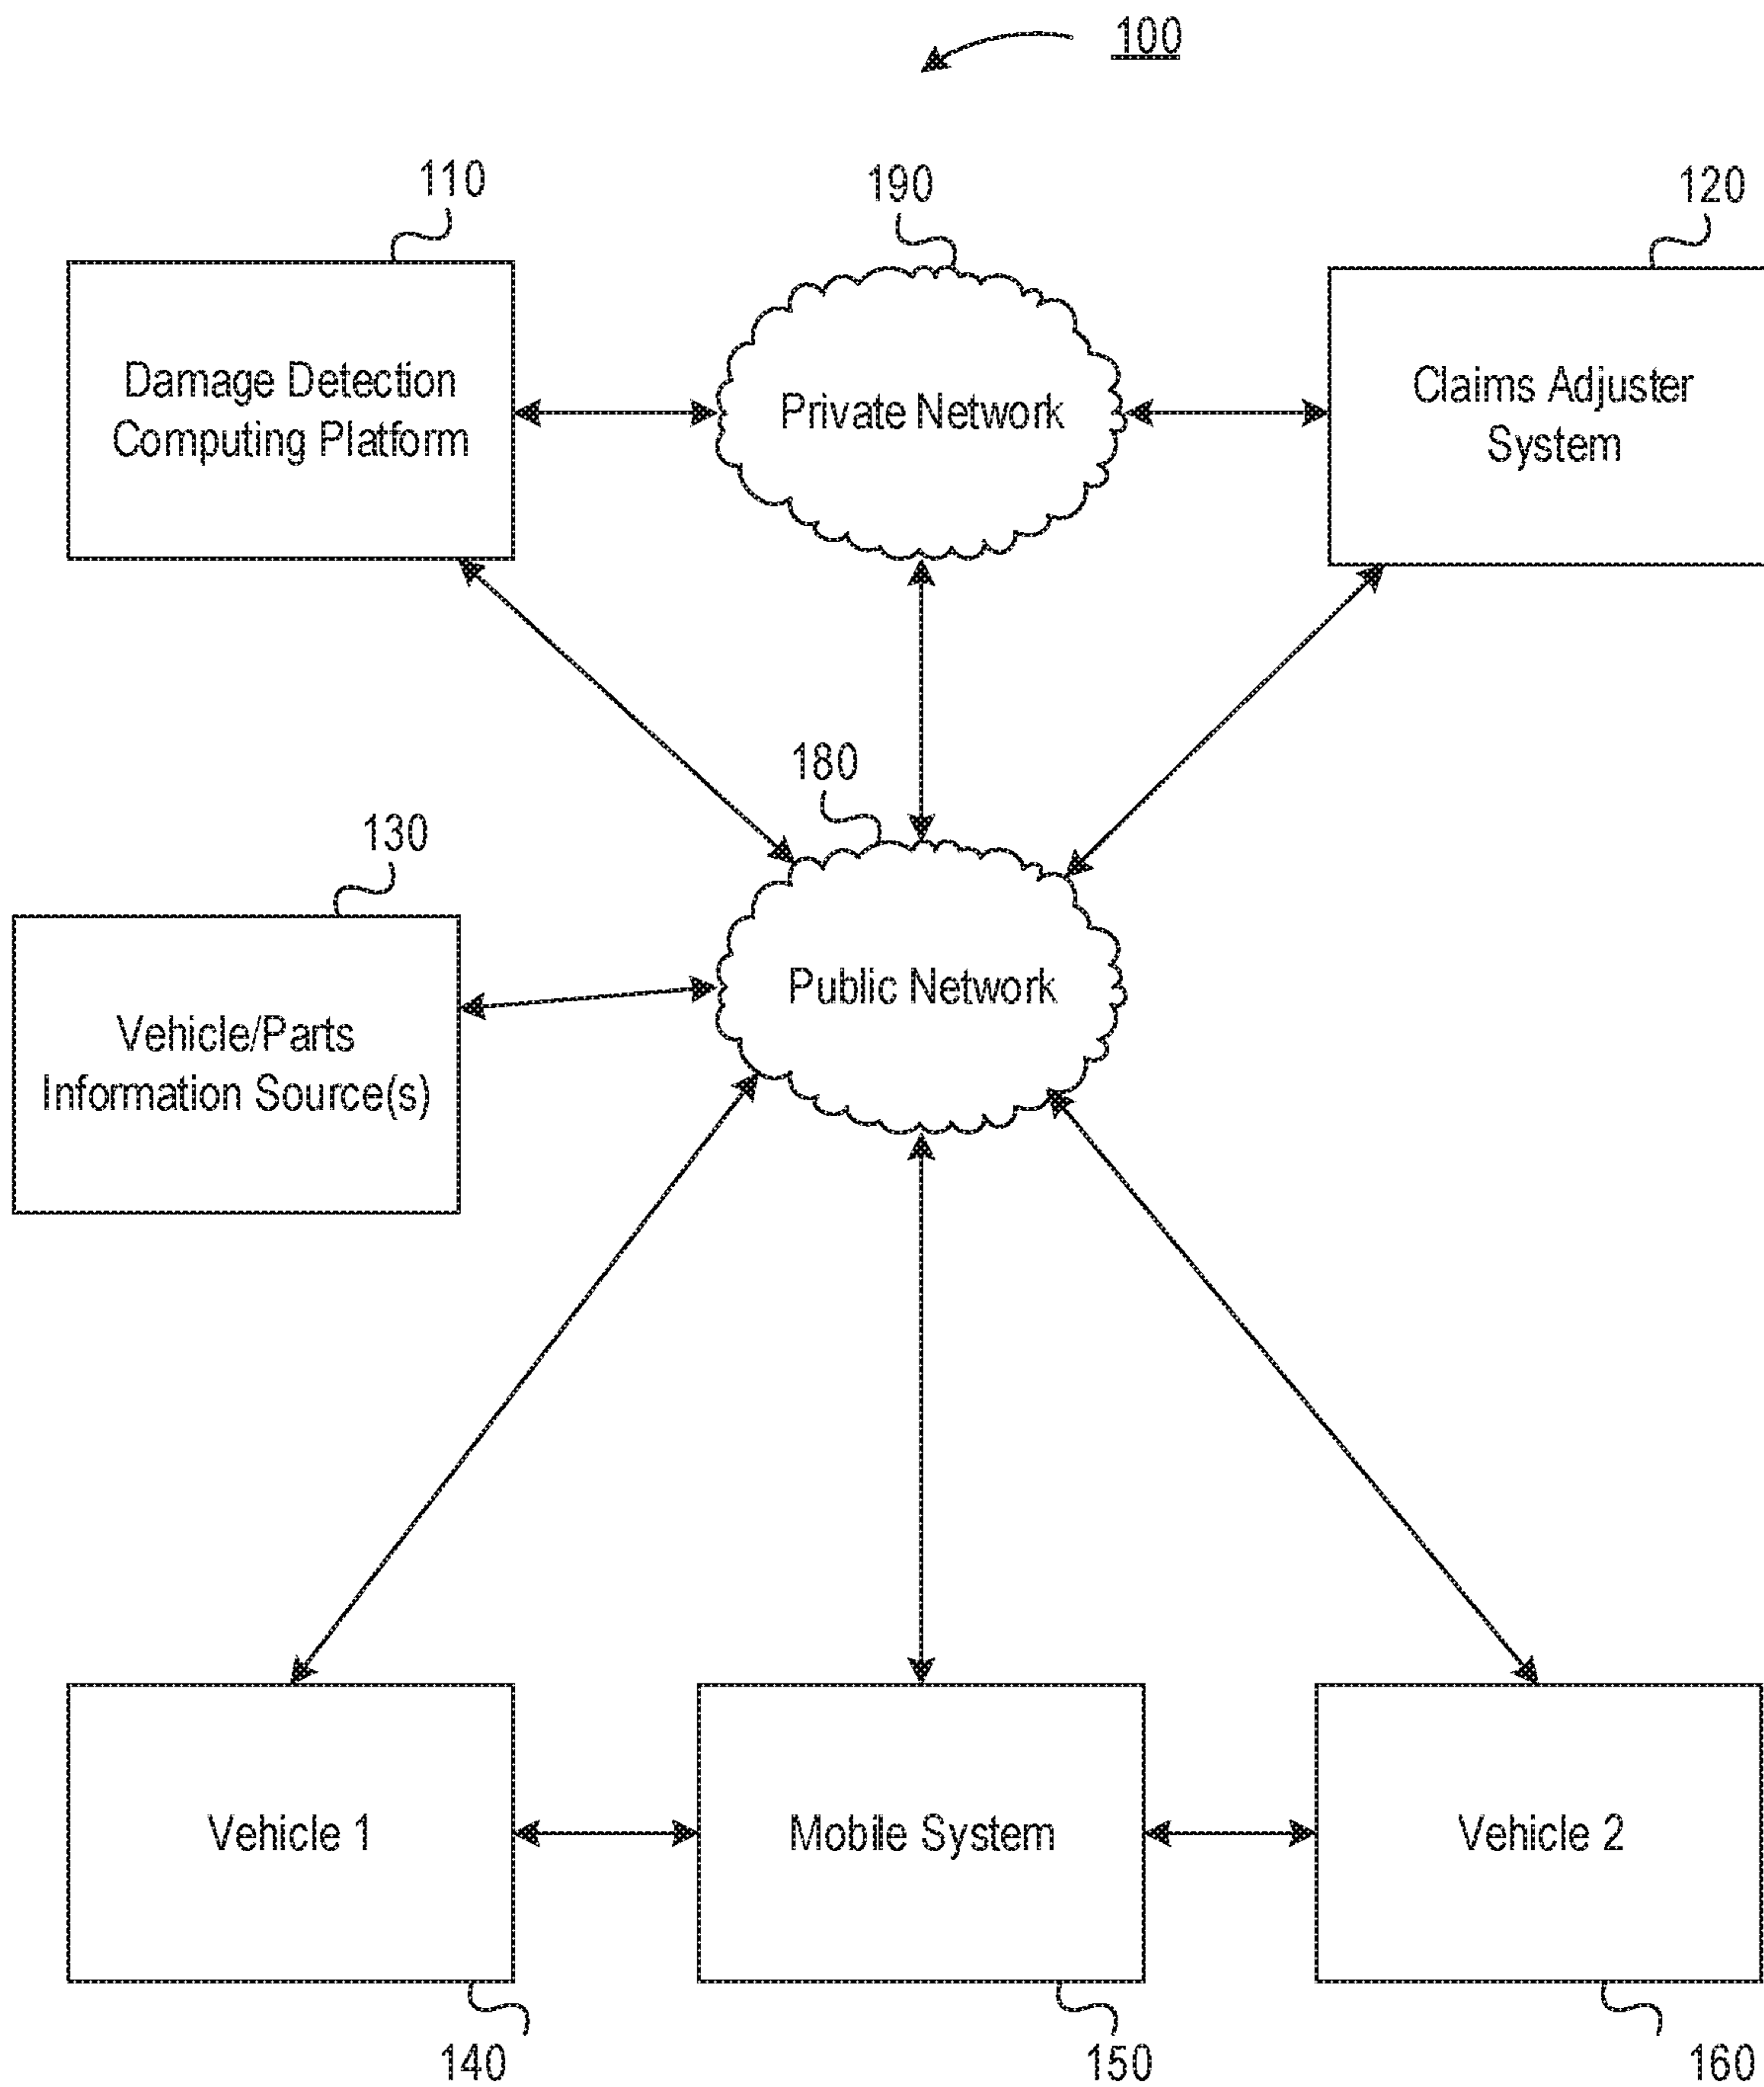 100
110
190
120
Damage Detection
Computing Platform
Private Network
Claims Adjuster
System
180
130
Public Network
Vehicle/Parts
Information Source(s)
Vehicle 1
Mobile System
Vehicle 2
140
150
160